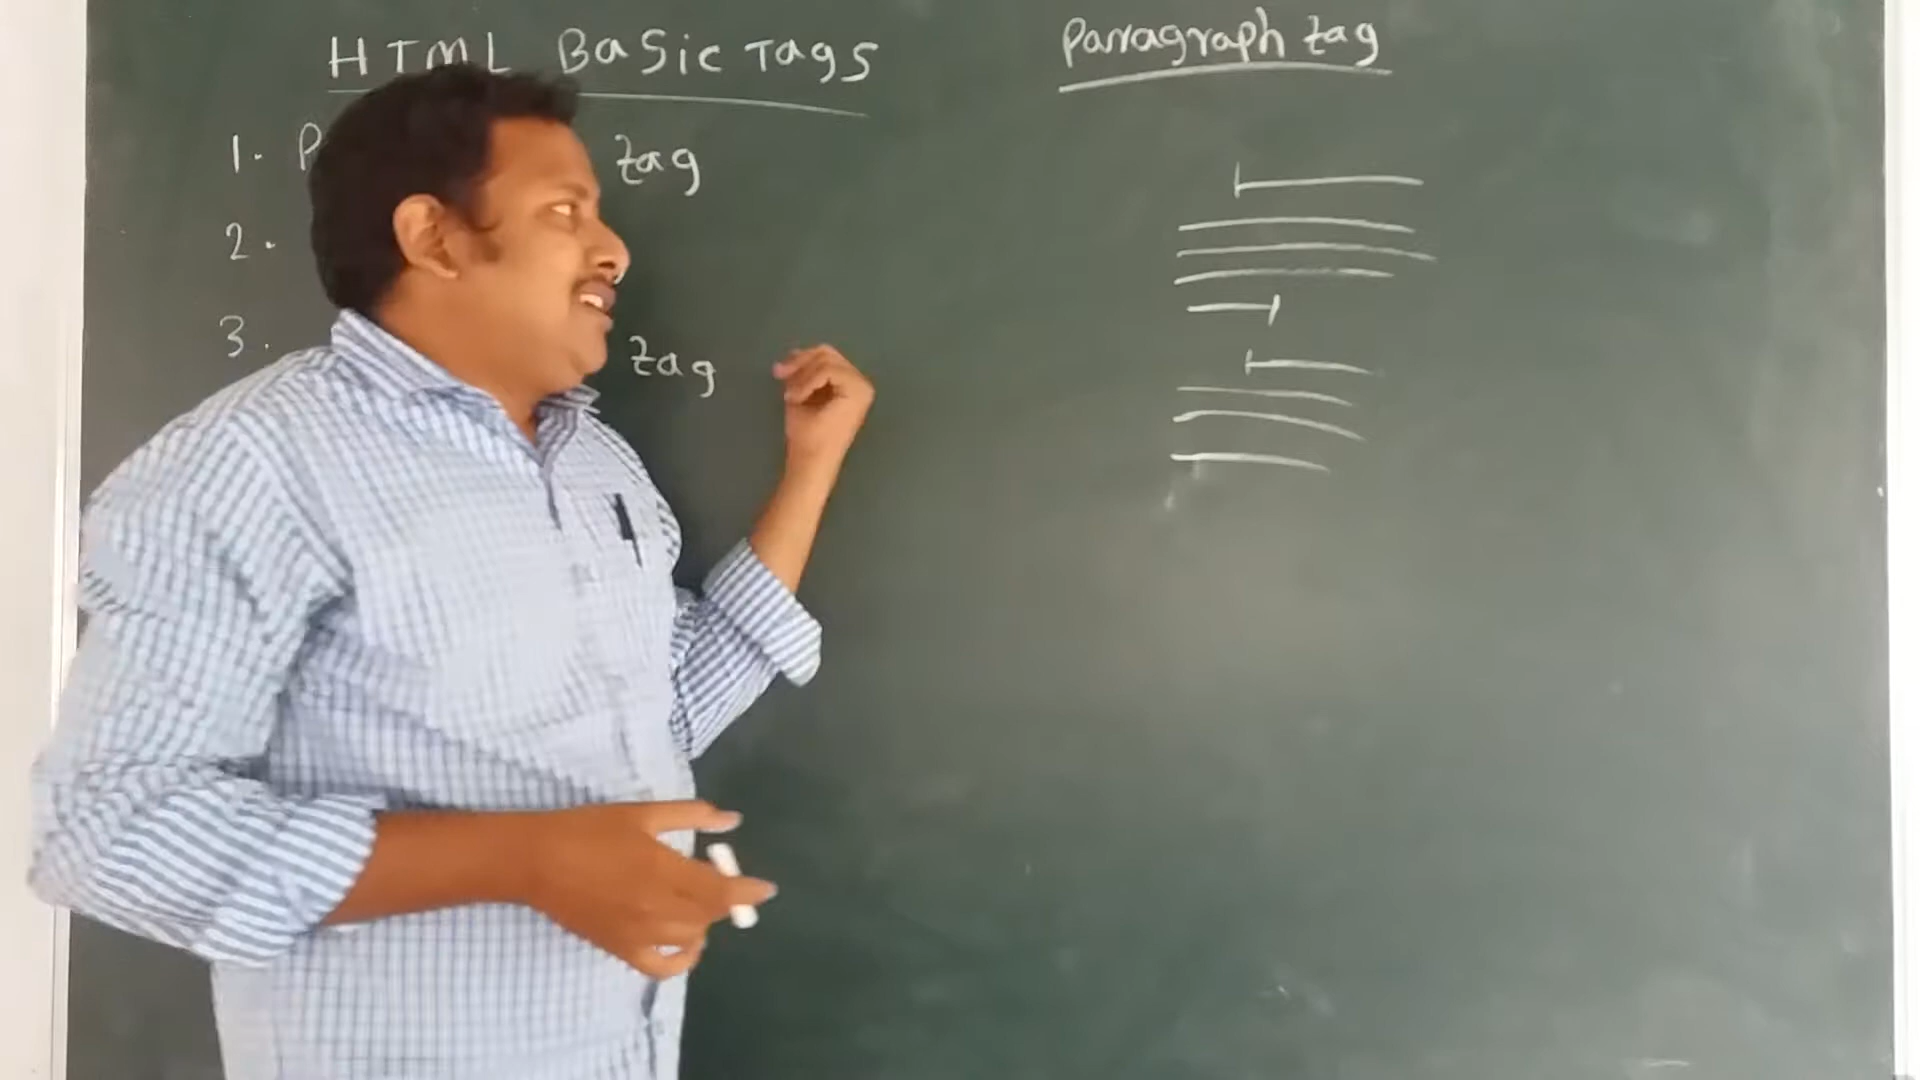 HTML Basic Tags
1. P tag
2.
3. tag
Paragraph tag